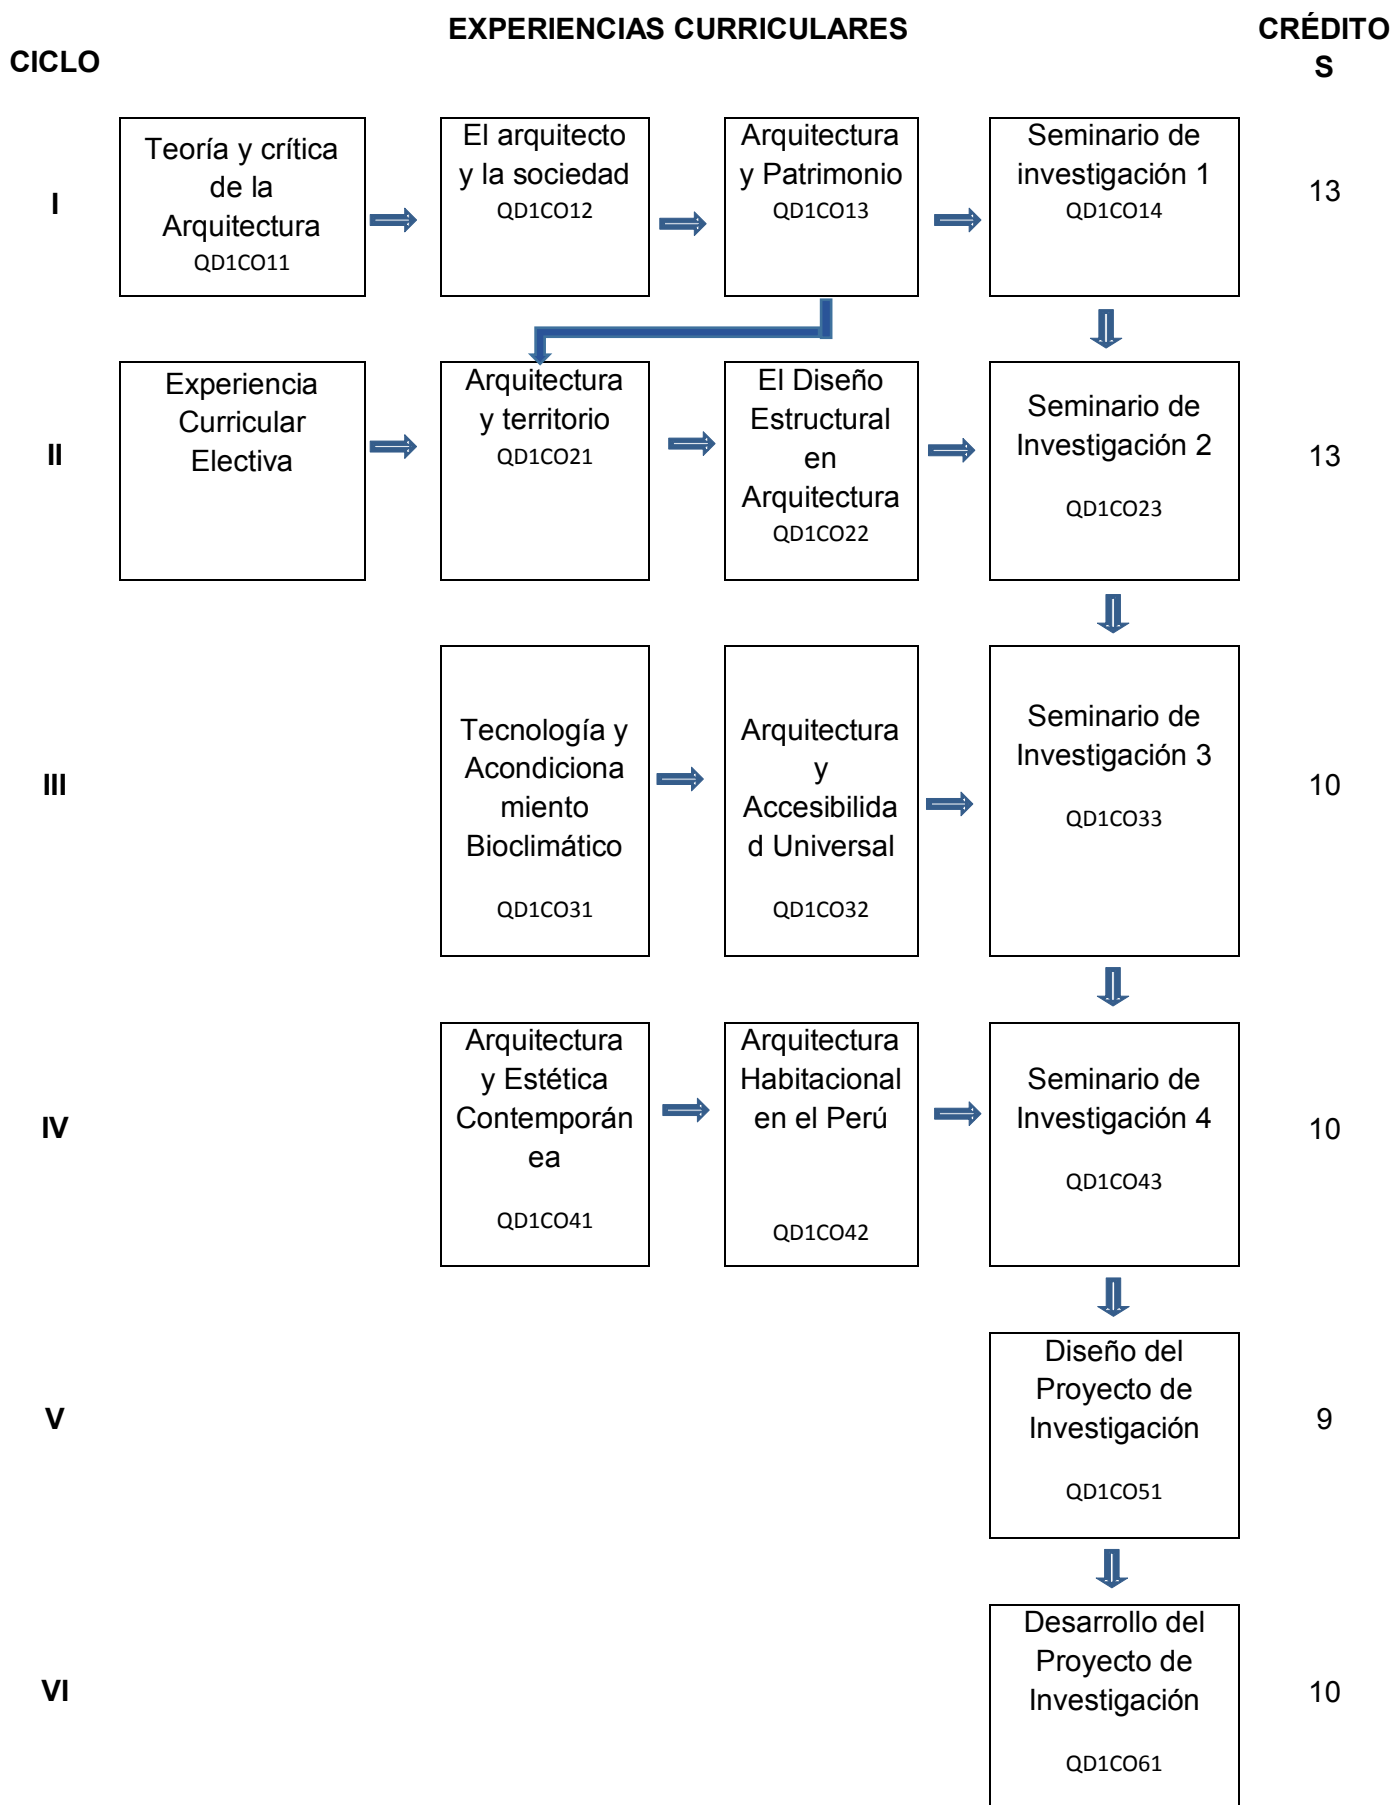 EXPERIENCIAS CURRICULARES
CRÉDITO
S
CICLO
I
Teoría y crítica
de la
Arquitectura
QD1CO11
El arquitecto
y la sociedad
QD1CO12
Arquitectura
y Patrimonio
QD1CO13
Seminario de
investigación 1
QD1CO14
13
II
Experiencia
Curricular
Electiva
Arquitectura
y territorio
QD1CO21
El Diseño
Estructural
en
Arquitectura
QD1CO22
Seminario de
Investigación 2
QD1CO23
13
III
Tecnología y
Acondiciona
miento
Bioclimático
QD1CO31
Arquitectura
y
Accesibilida
d Universal
QD1CO32
Seminario de
Investigación 3
QD1CO33
10
IV
Arquitectura
y Estética
Contemporán
ea
QD1CO41
Arquitectura
Habitacional
en el Perú
QD1CO42
Seminario de
Investigación 4
QD1CO43
10
V
Diseño del
Proyecto de
Investigación
QD1CO51
9
VI
Desarrollo del
Proyecto de
Investigación
QD1CO61
10